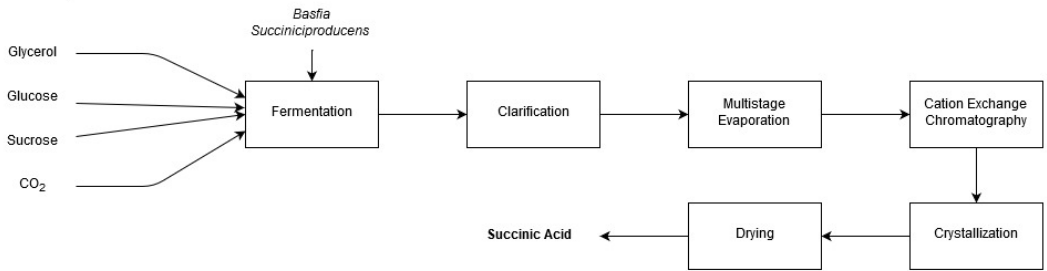 Basfia
Succiniciproducens
Glycerol
Glucose
Sucrose
CO2
Fermentation
Clarification
Multistage
Evaporation
Cation Exchange
Chromatography
Succinic Acid
Drying
Crystallization